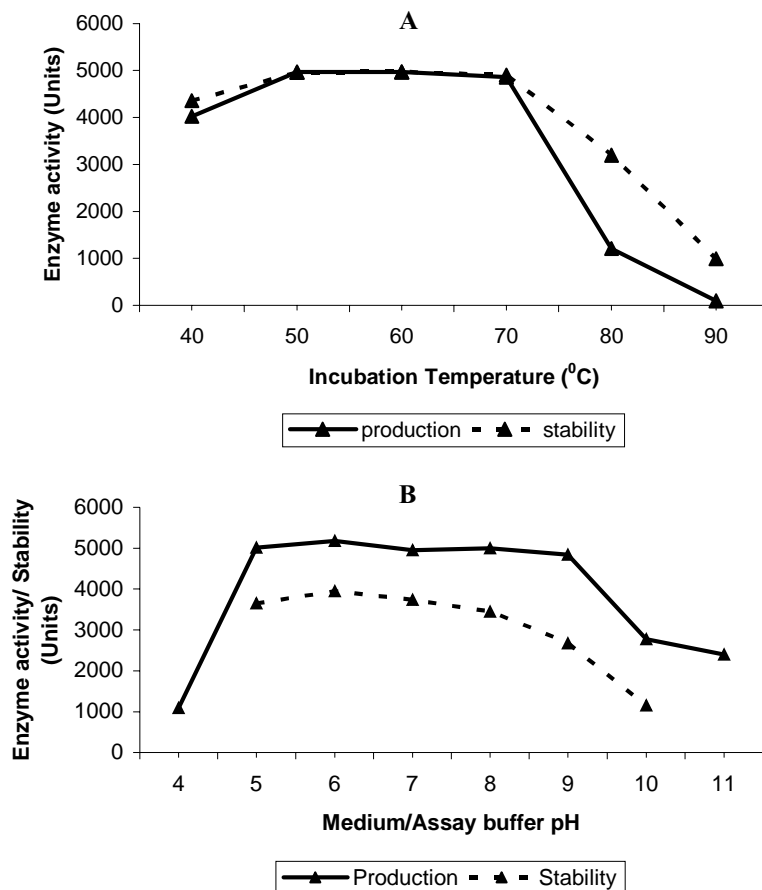 A
Enzyme activity (Units)
6000
5000
4000
3000
2000
1000
0
40 50 60 70 80 90
Incubation Temperature (⁰C)
production stability
B
Enzyme activity/ Stability
(Units)
6000
5000
4000
3000
2000
1000
0
4 5 6 7 8 9 10 11
Medium/Assay buffer pH
Production Stability